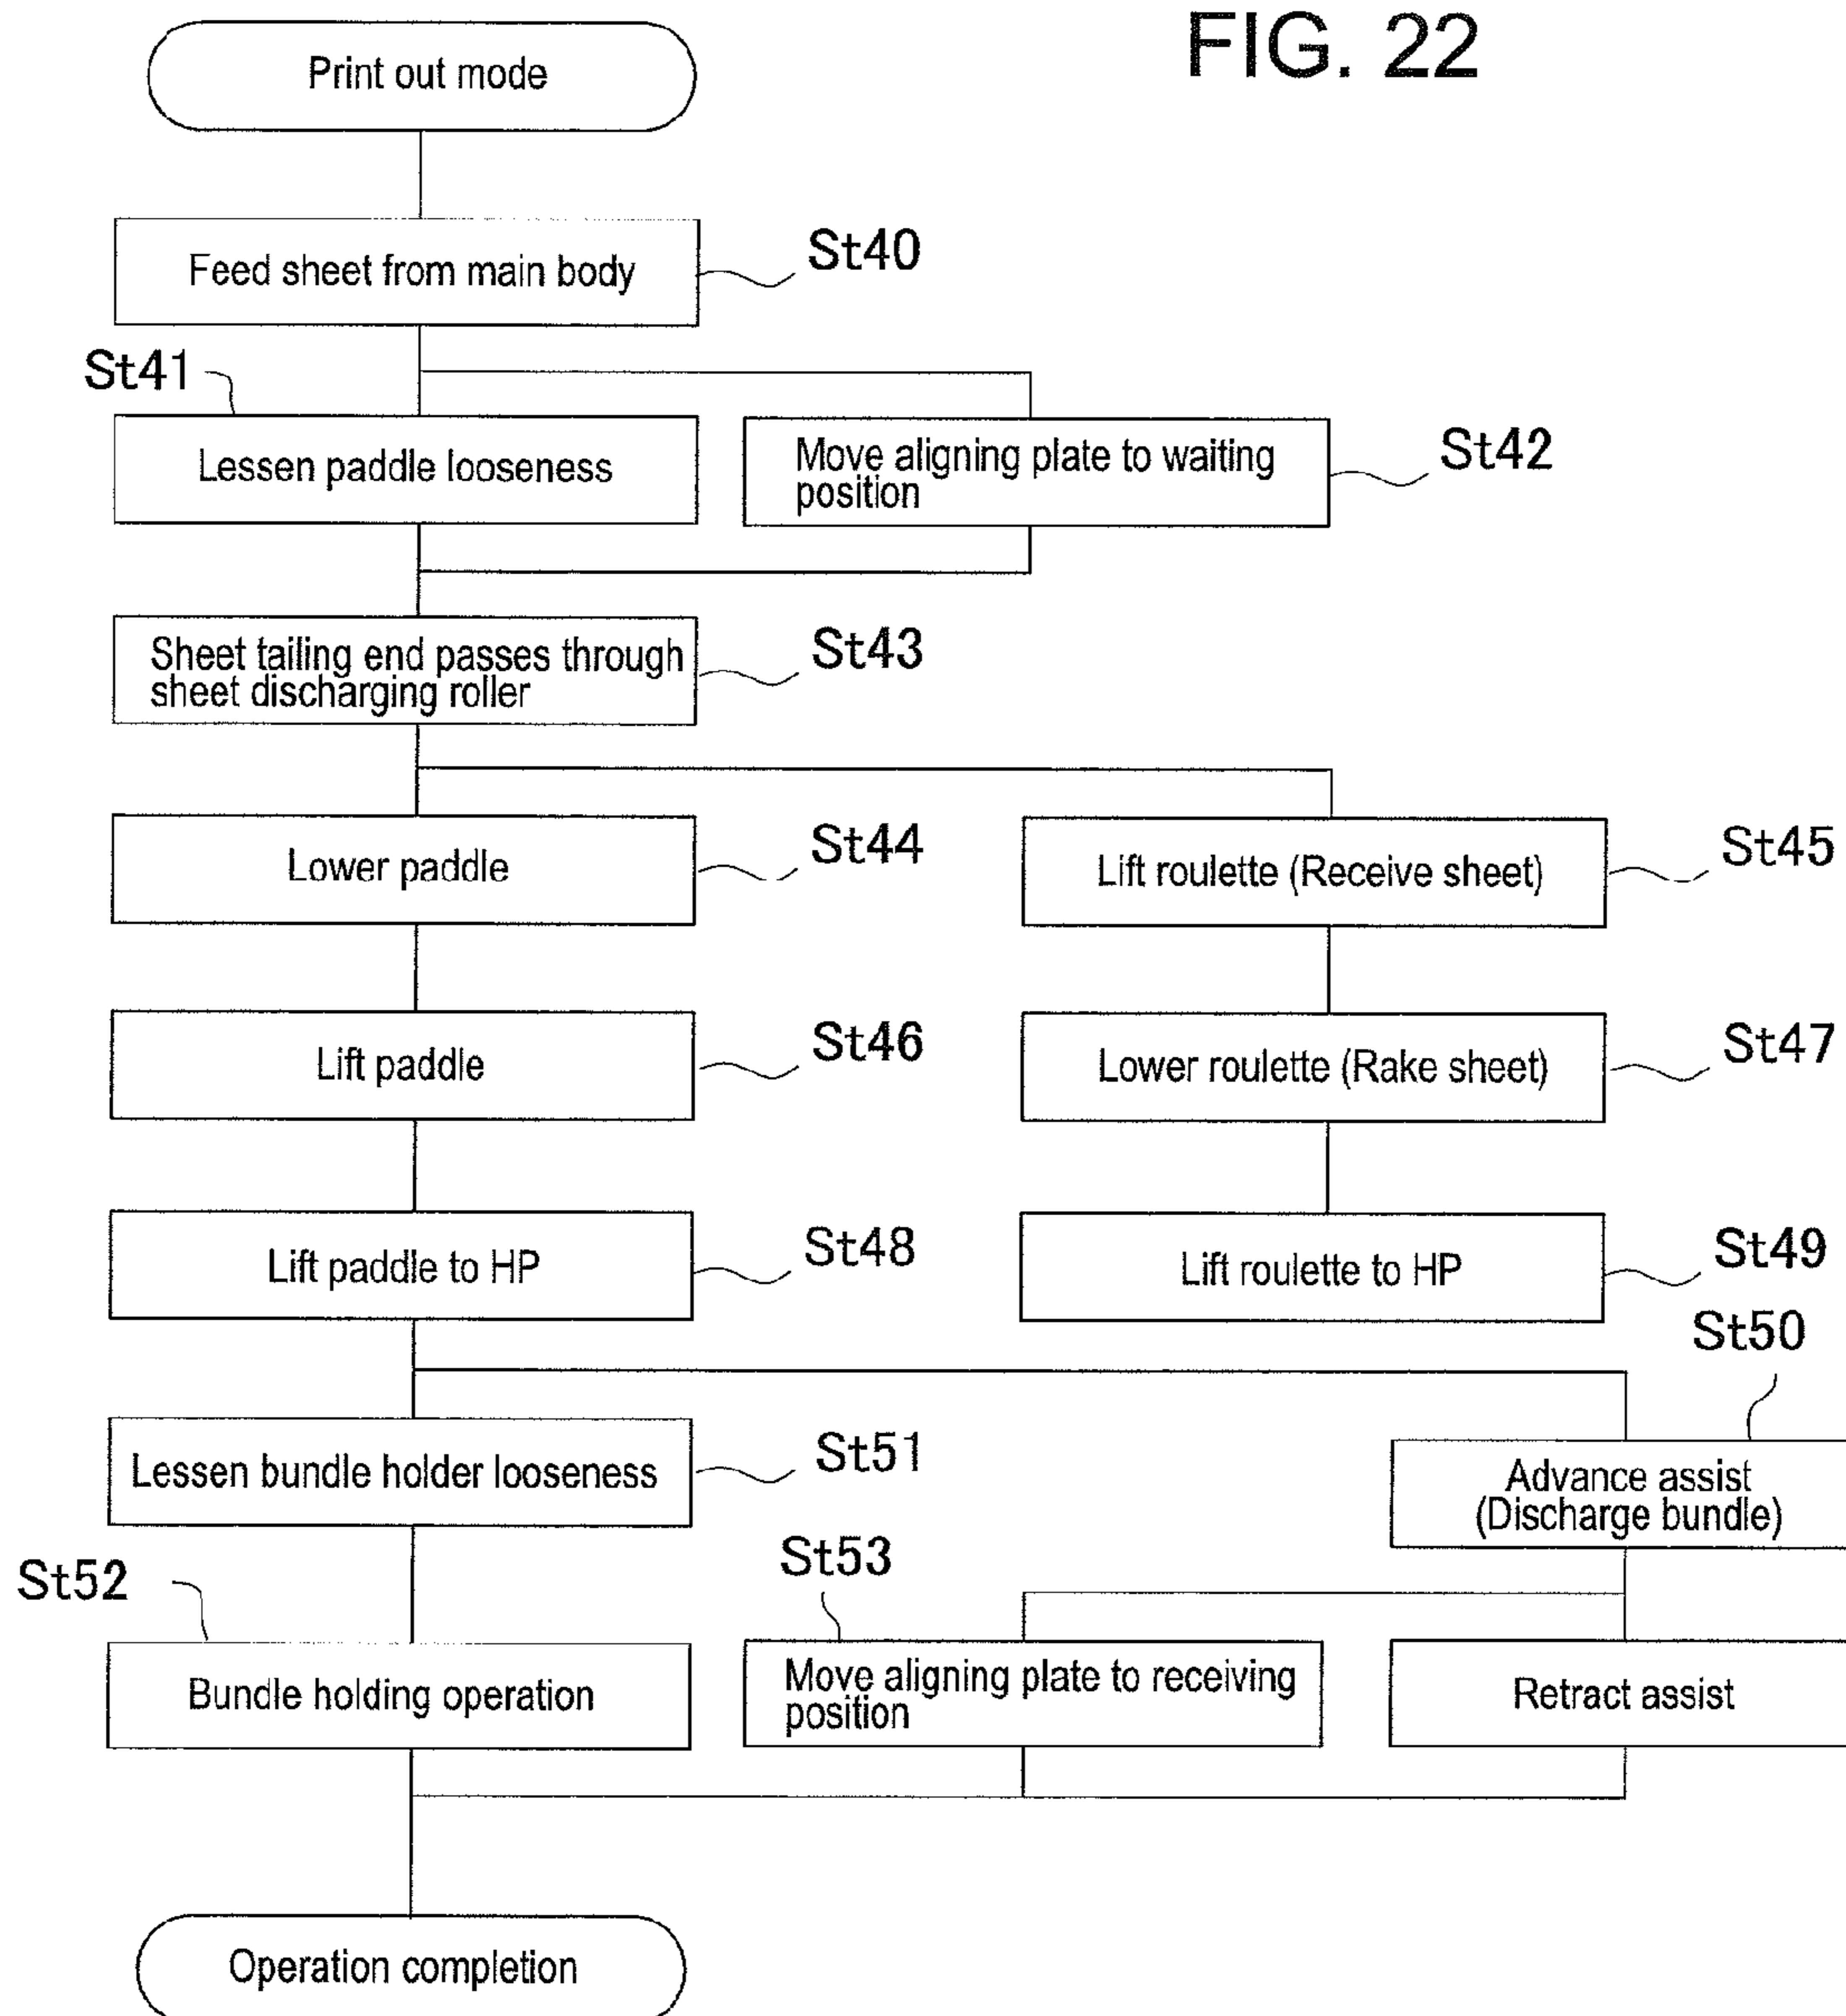 FIG. 22
Print out mode
Feed sheet from main body
St40
St41
Lessen paddle looseness
Move aligning plate to waiting
position
St42
Sheet tailing end passes through
sheet discharging roller
St43
Lower paddle
St44
Lift roulette (Receive sheet)
St45
Lift paddle
St46
Lower roulette (Rake sheet)
St47
Lift paddle to HP
St48
Lift roulette to HP
St49
St50
Lessen bundle holder looseness
St51
Advance assist
(Discharge bundle)
St52
St53
Bundle holding operation
Move aligning plate to receiving
position
Retract assist
Operation completion